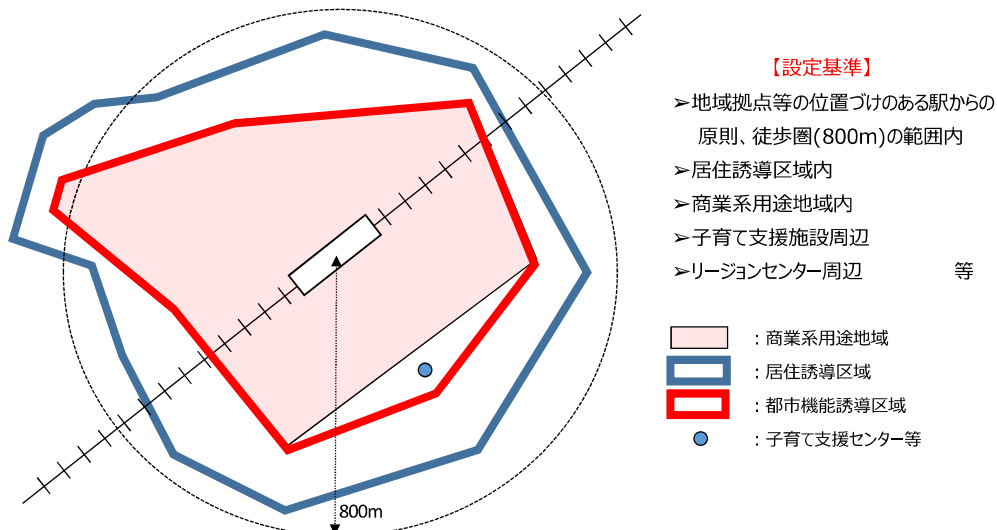 【設定基準】
➢地域拠点等の位置づけのある駅からの
原則、徒歩圏(800m)の範囲内
➢居住誘導区域内
➢商業系用途地域内
➢子育て支援施設周辺
➢リージョンセンター周辺 等
：商業系用途地域
：居住誘導区域
：都市機能誘導区域
：子育て支援センター等
800m